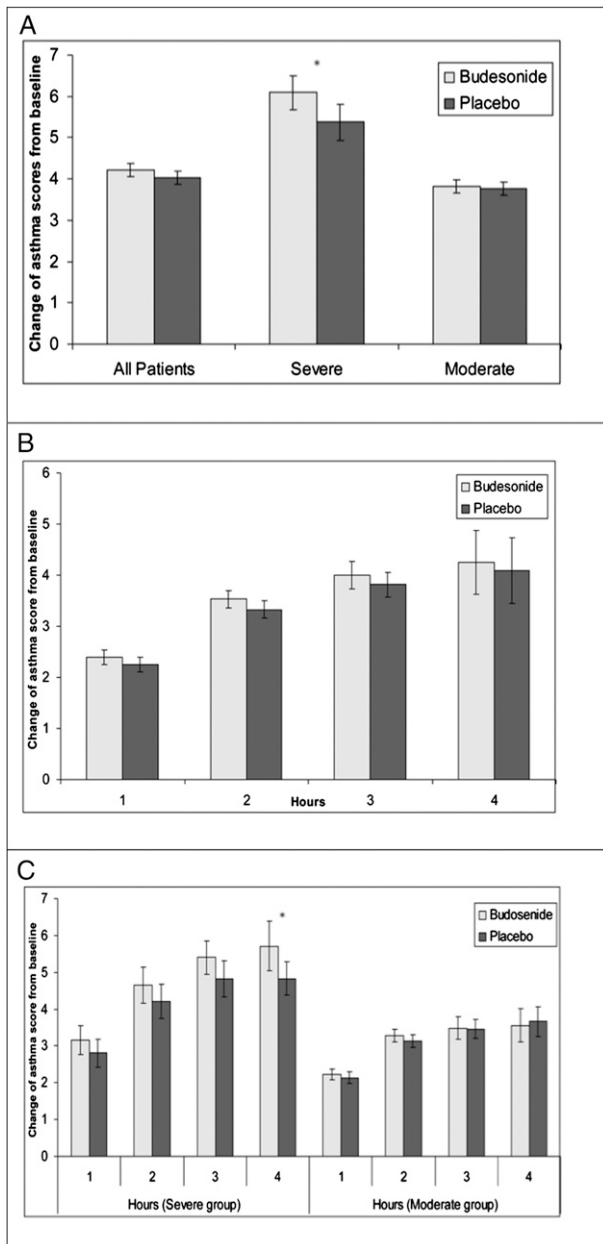 A
Change of asthma scores from baseline
7
6
5
4
3
2
1
0
*
Budesonide
Placebo
All Patients Severe Moderate
B
Change of asthma score from baseline
6
5
4
3
2
1
0
Budesonide
Placebo
1 2 Hours 3 4
C
Change of asthma score from baseline
7
6
5
4
3
2
1
0
*
Budosenide
Placebo
1 2 3 4 1 2 3 4
Hours (Severe group) Hours (Moderate group)